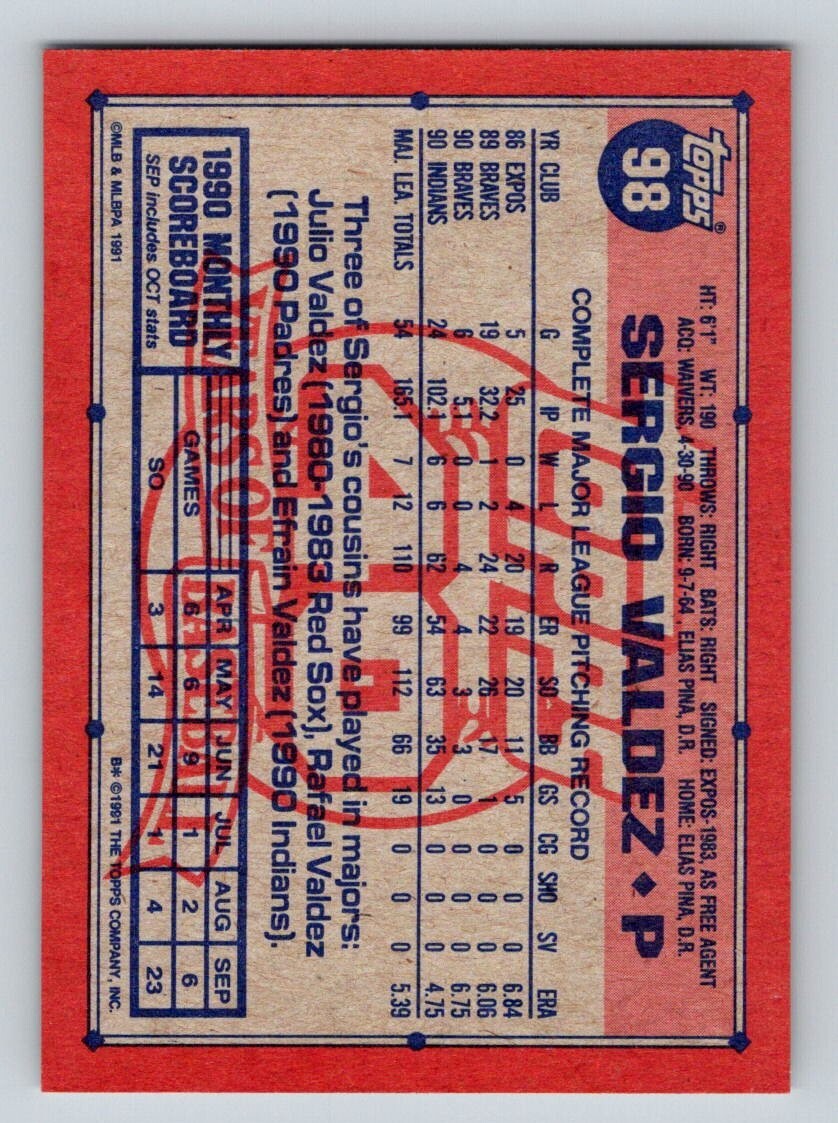 topps®
98
HT: 6'1" WT: 190 THROWS: RIGHT BATS: RIGHT SIGNED: EXPOS-1983, AS FREE AGENT
ACQ: WAIVERS, 4-30-90 BORN: 9-7-64, ELIAS PINA, D.R. HOME: ELIAS PINA, D.R.
SERGIO VALDEZ ♦ P
COMPLETE MAJOR LEAGUE PITCHING RECORD
YR CLUB G IP W L R ER SO BB GS CG SHO SV ERA
86 EXPOS 5 25 0 4 20 19 20 11 5 0 0 0 6.84
89 BRAVES 19 32.2 1 2 24 22 26 17 1 0 0 0 6.06
90 BRAVES 6 5.1 0 0 4 4 3 3 0 0 0 0 6.75
90 INDIANS 24 102.1 6 6 62 54 63 35 13 0 0 0 4.75
MAJ. LEA. TOTALS 54 165.1 7 12 110 99 112 66 19 0 0 0 5.39
Three of Sergio's cousins have played in majors:
Julio Valdez (1980-1983 Red Sox), Rafael Valdez
(1990 Padres) and Efrain Valdez (1990 Indians).
40
YEARS OF BASEBALL
1990 MONTHLY
SCOREBOARD
SEP includes OCT stats
APR MAY JUN JUL AUG SEP
GAMES 6 6 9 1 2 6
SO 3 14 21 1 4 23
©MLB & MLBPA 1991
B* ©1991 THE TOPPS COMPANY, INC.